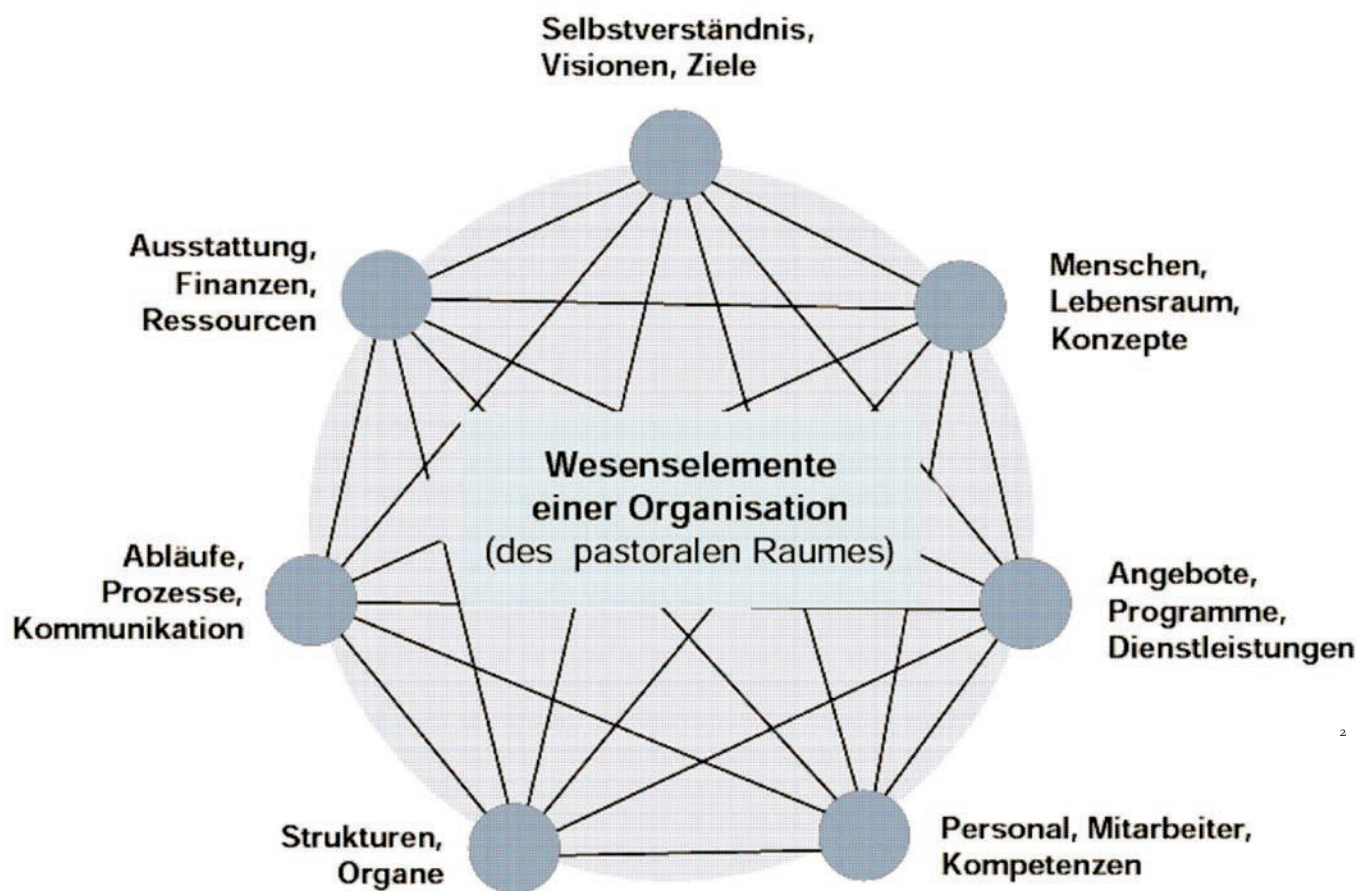 Selbstverständnis,
Visionen, Ziele
Ausstattung,
Finanzen,
Ressourcen
Menschen,
Lebensraum,
Konzepte
Wesenselemente
einer Organisation
(des pastoralen Raumes)
Abläufe,
Prozesse,
Kommunikation
Angebote,
Programme,
Dienstleistungen
2
Strukturen,
Organe
Personal, Mitarbeiter,
Kompetenzen